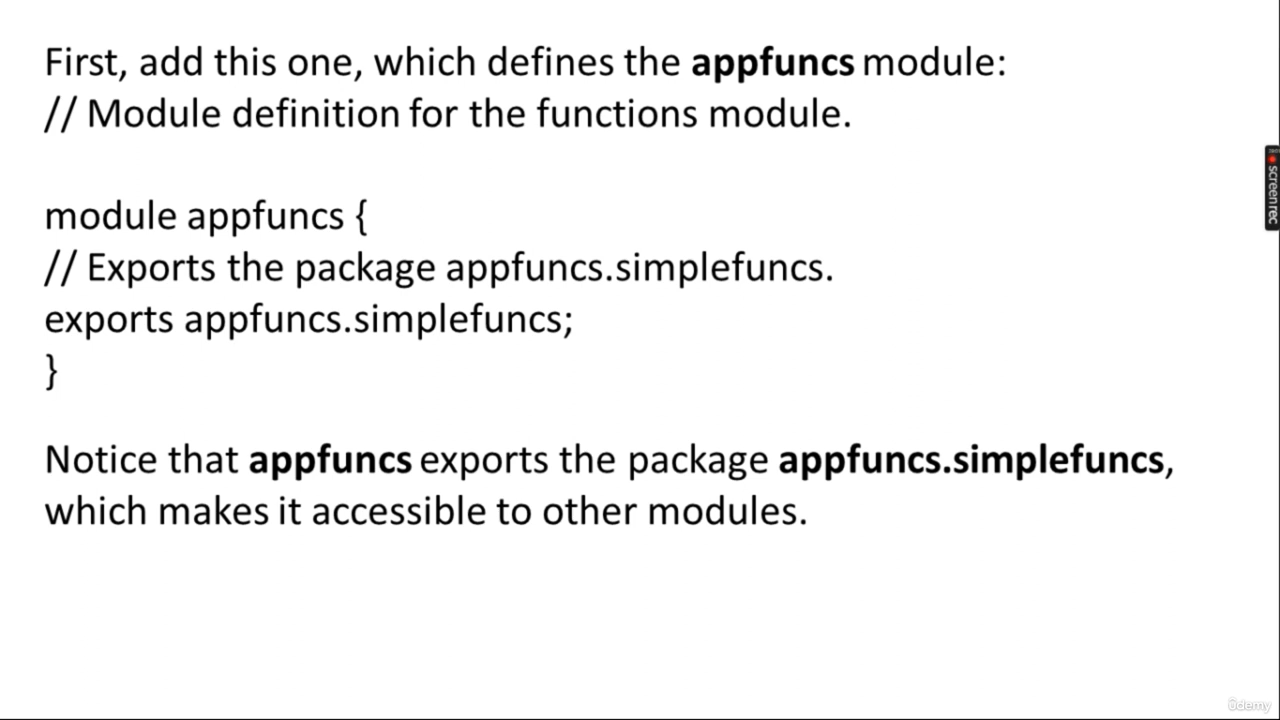 First, add this one, which defines the appfuncs module:
// Module definition for the functions module.
module appfuncs {
// Exports the package appfuncs.simplefuncs.
exports appfuncs.simplefuncs;
}
Notice that appfuncs exports the package appfuncs.simplefuncs,
which makes it accessible to other modules.
screenrec
ûdemy